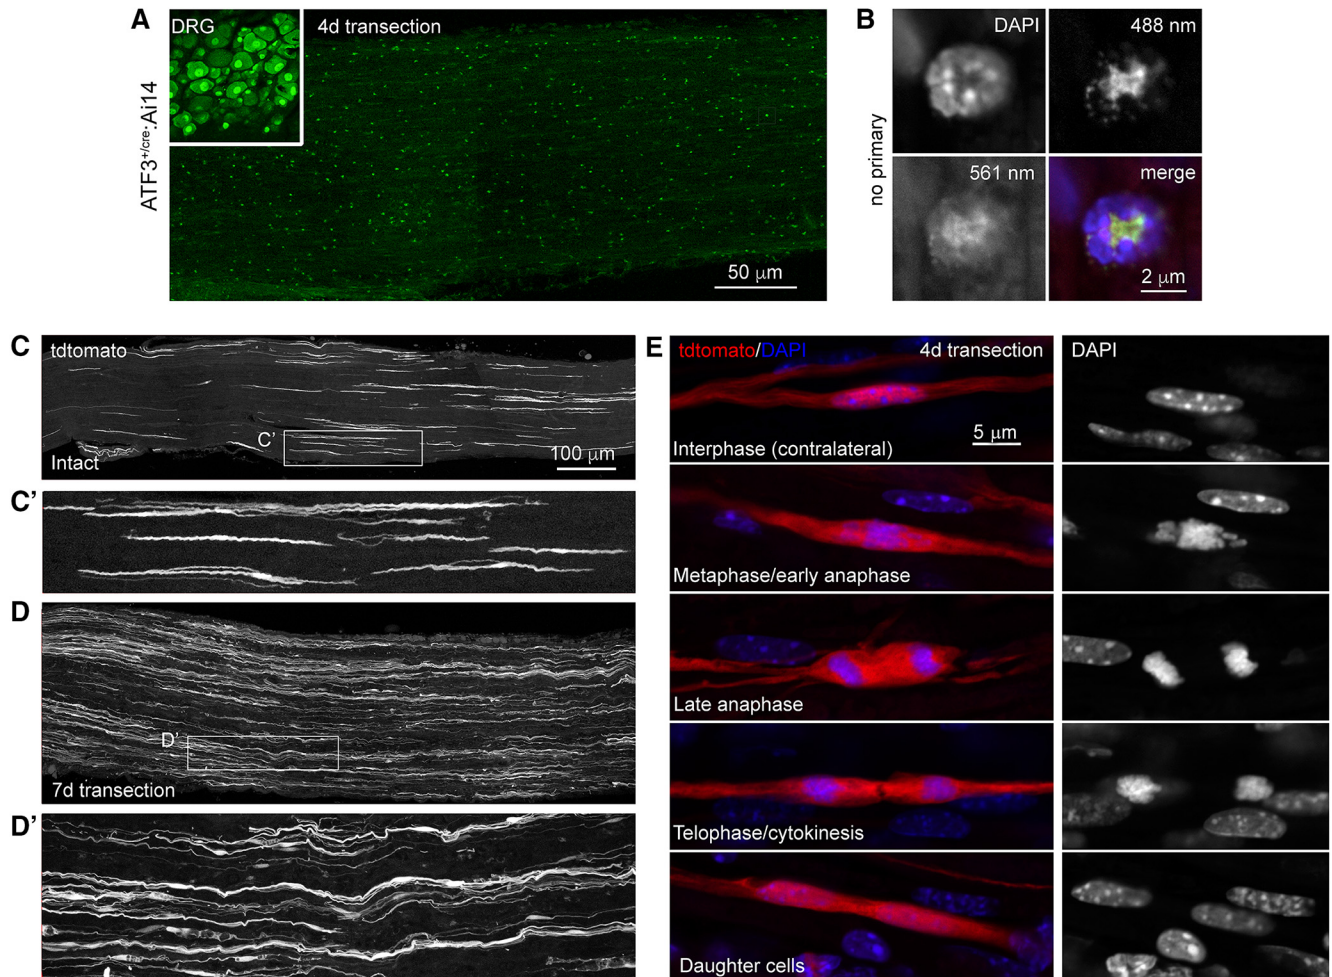 A
DRG
4d transection
ATF3+/cre:Ai14
50 μm
B
DAPI
488 nm
no primary
561 nm
merge
2 μm
C
tdtomato
C'
Intact
100 μm
C'
D
D'
7d transection
D'
E
tdtomato/DAPI
4d transection
DAPI
Interphase (contralateral)
5 μm
Metaphase/early anaphase
Late anaphase
Telophase/cytokinesis
Daughter cells